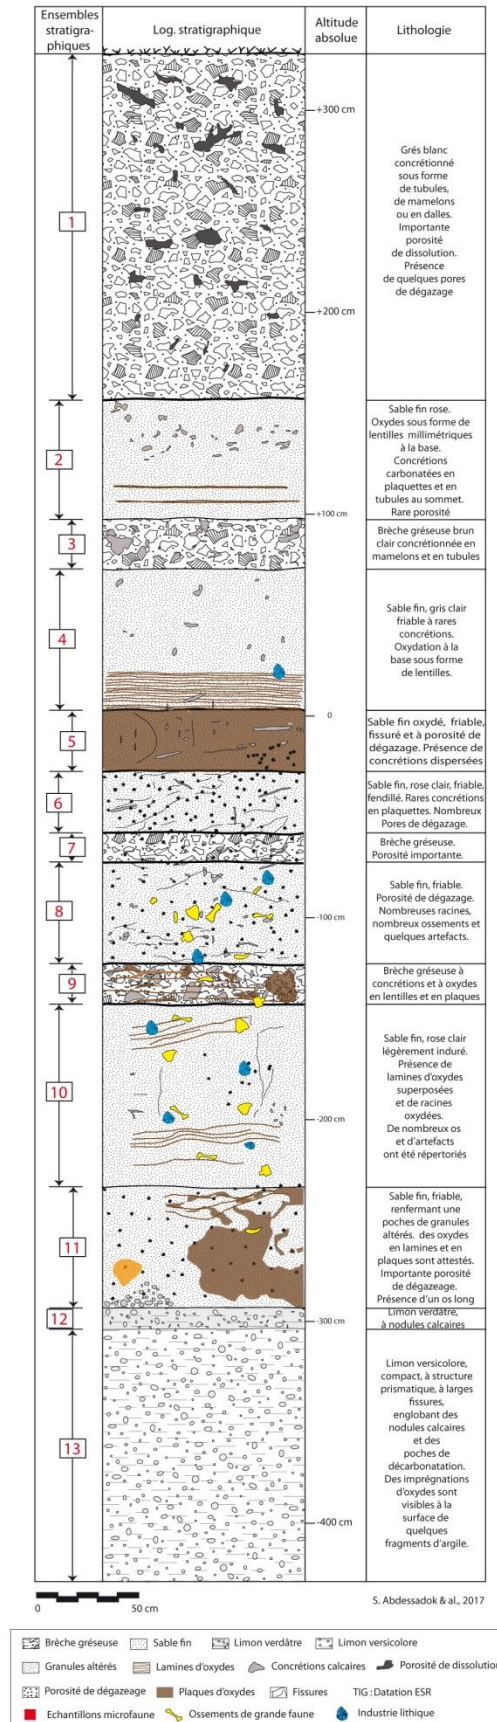 Ensembles
stratigra-
phiques
Log. stratigraphique
Altitude
absolue
Lithologie
1
+300 cm
+200 cm
Grés blanc
concrétionné
sous forme
de tubules,
de mamelons
ou en dalles.
Importante
porosité
de dissolution.
Présence
de quelques pores
de dégazage
2
+100 cm
Sable fin rose.
Oxydes sous forme de
lentilles millimétriques
à la base.
Concrétions
carbonatées en
plaquettes et en
tubules au sommet.
Rare porosité
3
Brèche gréseuse brun
clair concrétionnée en
mamelons et en tubules
4
Sable fin, gris clair
friable à rares
concrétions.
Oxydation à la
base sous forme
de lentilles.
0
5
Sable fin oxydé, friable,
fissuré et à porosité de
dégazage. Présence de
concrétions dispersées
6
Sable fin, rose clair, friable,
fendillé. Rares concrétions
en plaquettes. Nombreux
Pores de dégazage.
7
Brèche gréseuse.
Porosité importante.
8
-100 cm
Sable fin, friable.
Porosité de dégazage.
Nombreuses racines,
nombreux ossements et
quelques artefacts.
9
Brèche gréseuse à
concrétions et à oxydes
en lentilles et en plaques
10
-200 cm
Sable fin, rose clair
légèrement induré.
Présence de
lamines d'oxydes
superposées
et de racines
oxydées.
De nombreux os
et d'artefacts
ont été répertoriés
11
Sable fin, friable,
renfermant une
poches de granules
altérés. des oxydes
en lamines et en
plaques sont attestés.
Importante porosité
de dégazeage.
Présence d'un os long
12
-300 cm
Limon verdâtre,
à nodules calcaires
13
-400 cm
Limon versicolore,
compact, à structure
prismatique, à larges
fissures,
englobant des
nodules calcaires
et des
poches de
décarbonatation.
Des imprégnations
d'oxydes sont
visibles à la
surface de
quelques
fragments d'argile.
0 50 cm
S. Abdessadok & al., 2017
Brèche gréseuse Sable fin Limon verdâtre Limon versicolore
Granules altérés Lamines d'oxydes Concrétions calcaires Porosité de dissolution
Porosité de dégazeage Plaques d'oxydes Fissures TIG : Datation ESR
Echantillons microfaune Ossements de grande faune Industrie lithique